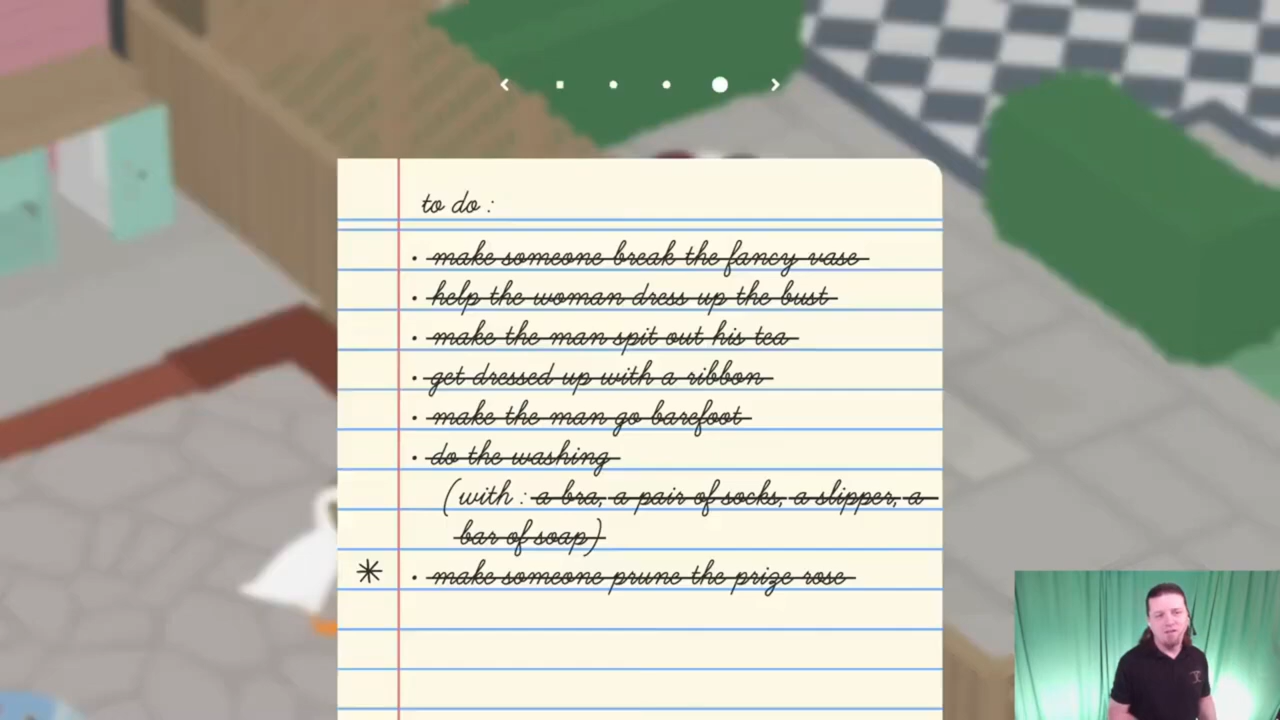 to do :
• make someone break the fancy vase
• help the woman dress up the bust
• make the man spit out his tea
• get dressed up with a ribbon
• make the man go barefoot
• do the washing
(with : a bra, a pair of socks, a slipper, a
bar of soap)
• make someone prune the prize rose